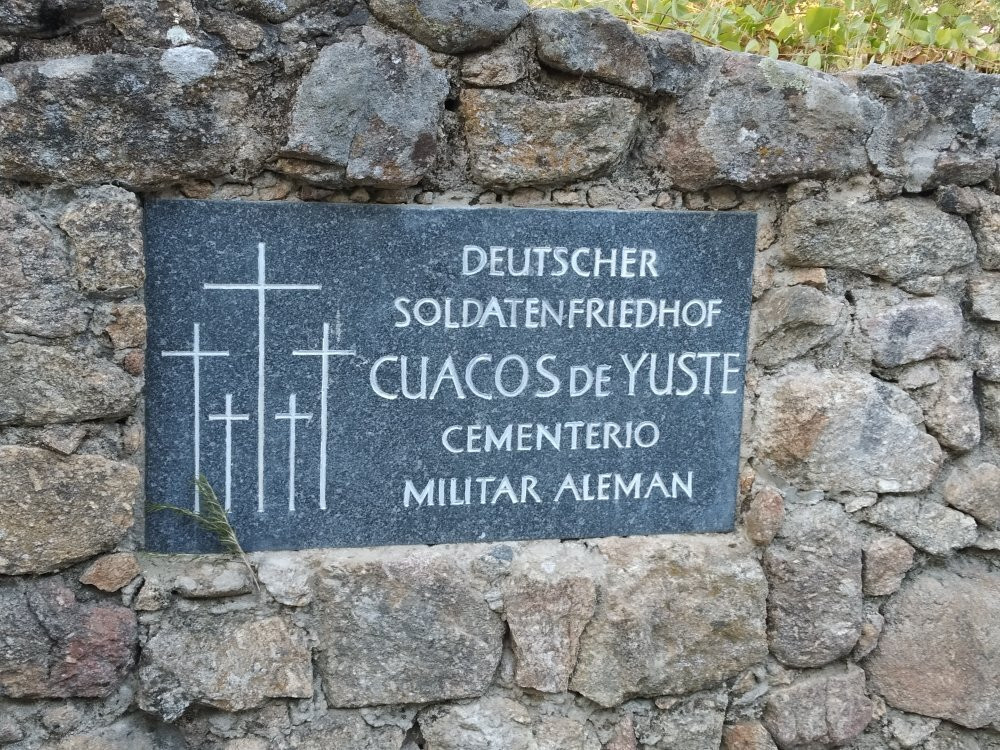 DEUTSCHER
SOLDATENFRIEDHOF
CUACOS DE YUSTE
CEMENTERIO
MILITAR ALEMAN